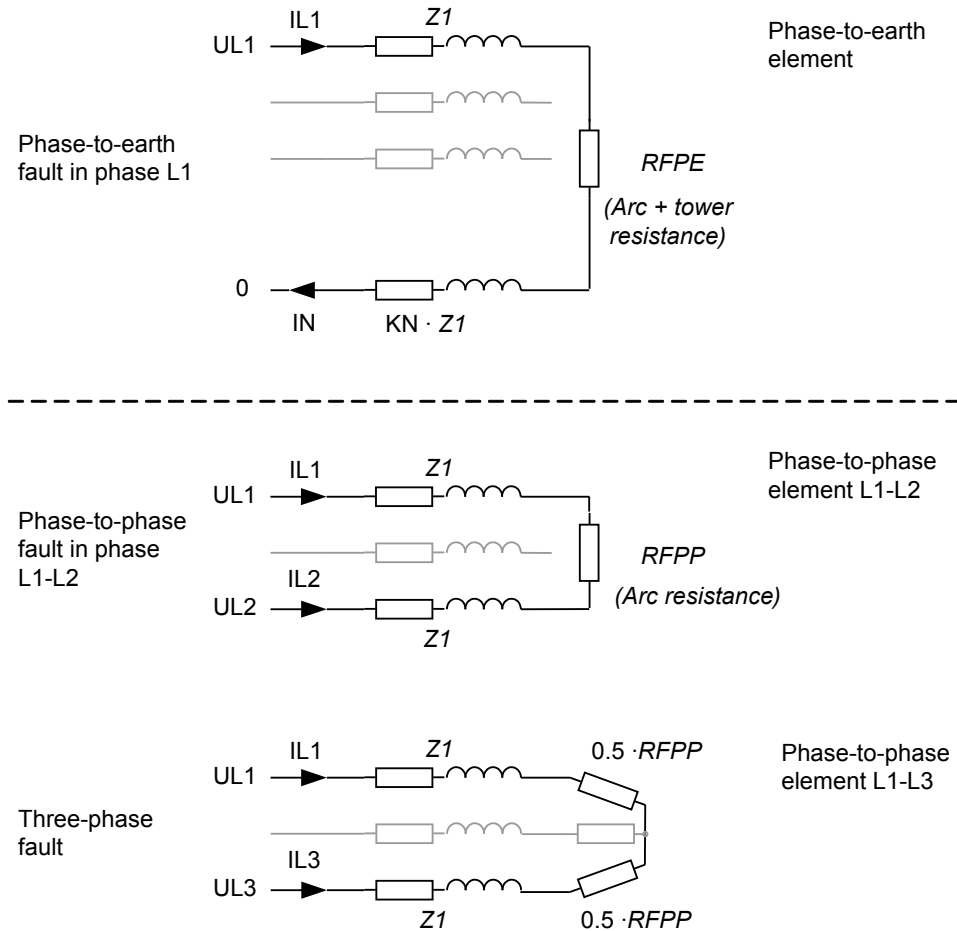 IL1
Z1
UL1
Phase-to-earth
element
Phase-to-earth
fault in phase L1
RFPE
(Arc + tower
resistance)
0
IN
KN · Z1
IL1
Z1
UL1
Phase-to-phase
element L1-L2
Phase-to-phase
fault in phase
L1-L2
RFPP
(Arc resistance)
IL2
UL2
Z1
IL1
Z1
0.5 ·RFPP
UL1
Phase-to-phase
element L1-L3
Three-phase
fault
IL3
UL3
Z1
0.5 ·RFPP